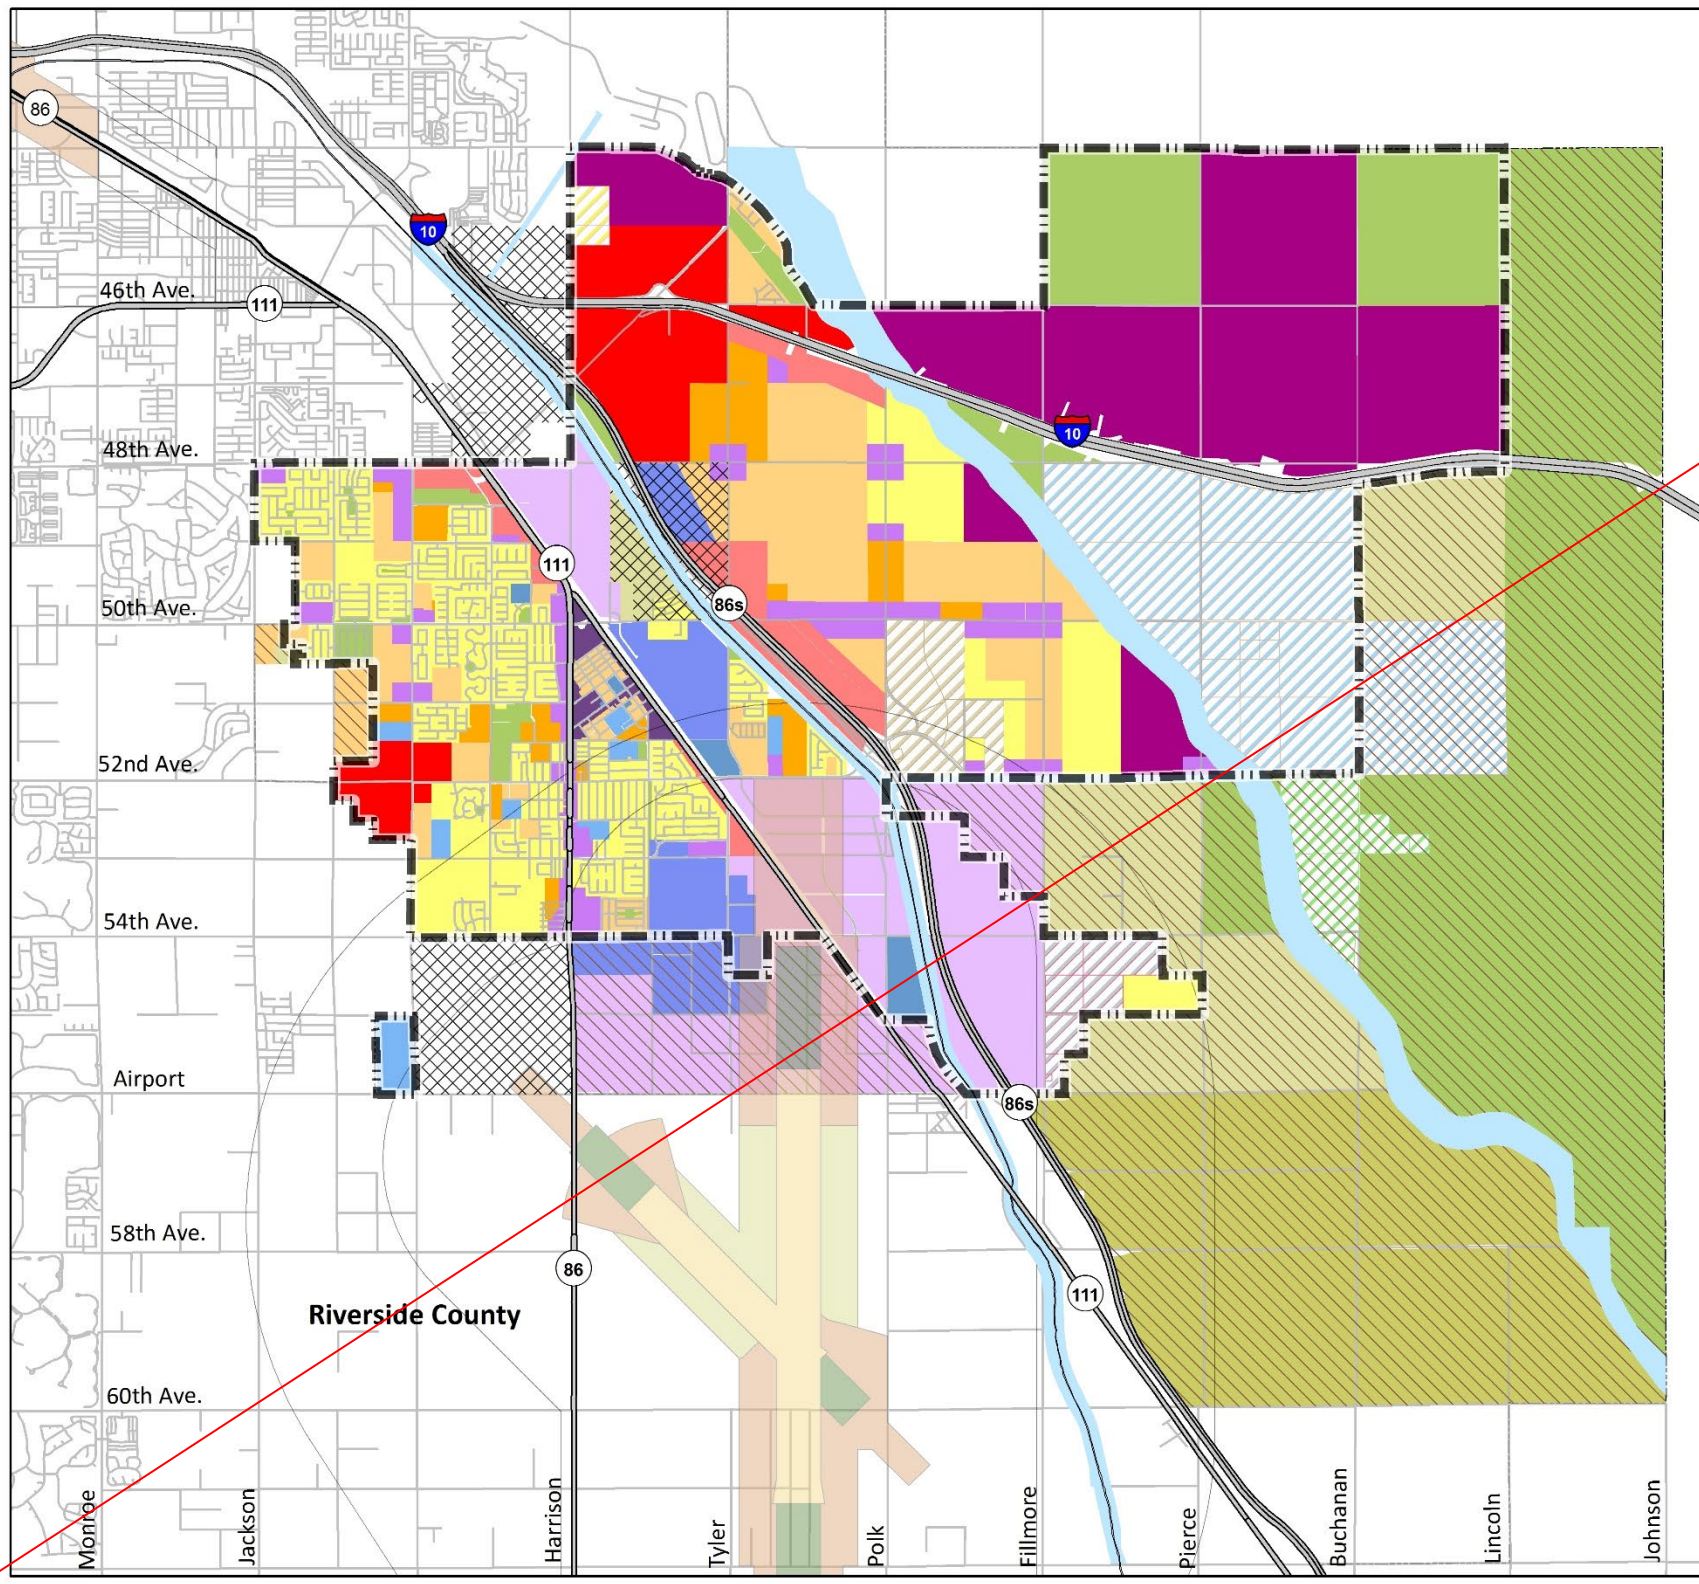 86
10
46th Ave.
111
10
48th Ave.
111
86s
50th Ave.
52nd Ave.
54th Ave.
Airport
86s
58th Ave.
86
111
Riverside County
60th Ave.
Monroe
Jackson
Harrison
Tyler
Polk
Fillmore
Pierce
Buchanan
Lincoln
Johnson